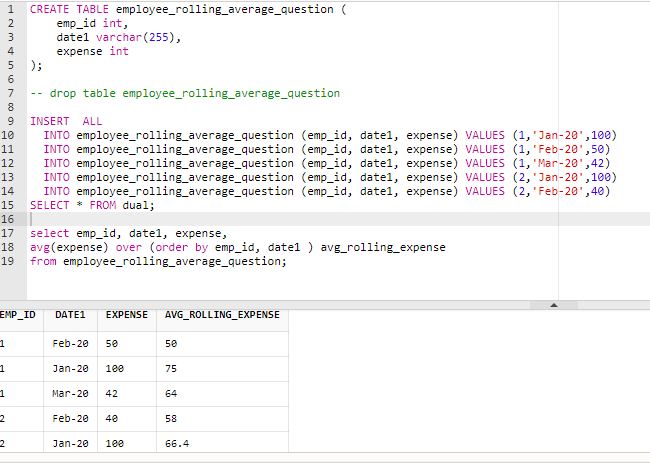 1 CREATE TABLE employee_rolling_average_question (
2 emp_id int,
3 date1 varchar(255),
4 expense int
5 );
6
7 -- drop table employee_rolling_average_question
8
9 INSERT  ALL
10 INTO employee_rolling_average_question (emp_id, date1, expense) VALUES (1,'Jan-20',100)
11 INTO employee_rolling_average_question (emp_id, date1, expense) VALUES (1,'Feb-20',50)
12 INTO employee_rolling_average_question (emp_id, date1, expense) VALUES (1,'Mar-20',42)
13 INTO employee_rolling_average_question (emp_id, date1, expense) VALUES (2,'Jan-20',100)
14 INTO employee_rolling_average_question (emp_id, date1, expense) VALUES (2,'Feb-20',40)
15 SELECT * FROM dual;
16
17 select emp_id, date1, expense,
18 avg(expense) over (order by emp_id, date1 ) avg_rolling_expense
19 from employee_rolling_average_question;
EMP_ID DATE1 EXPENSE AVG_ROLLING_EXPENSE
1 Feb-20 50 50
1 Jan-20 100 75
1 Mar-20 42 64
2 Feb-20 40 58
2 Jan-20 100 66.4